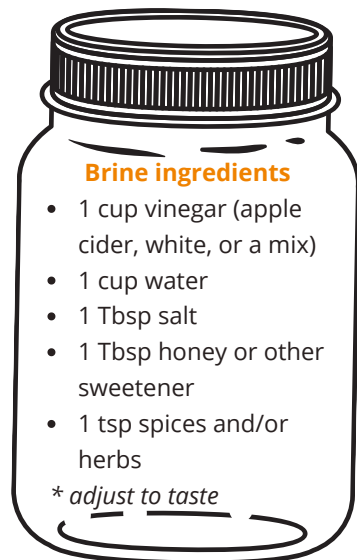 Brine ingredients
• 1 cup vinegar (apple
cider, white, or a mix)
• 1 cup water
• 1 Tbsp salt
• 1 Tbsp honey or other
sweetener
• 1 tsp spices and/or
herbs
* adjust to taste